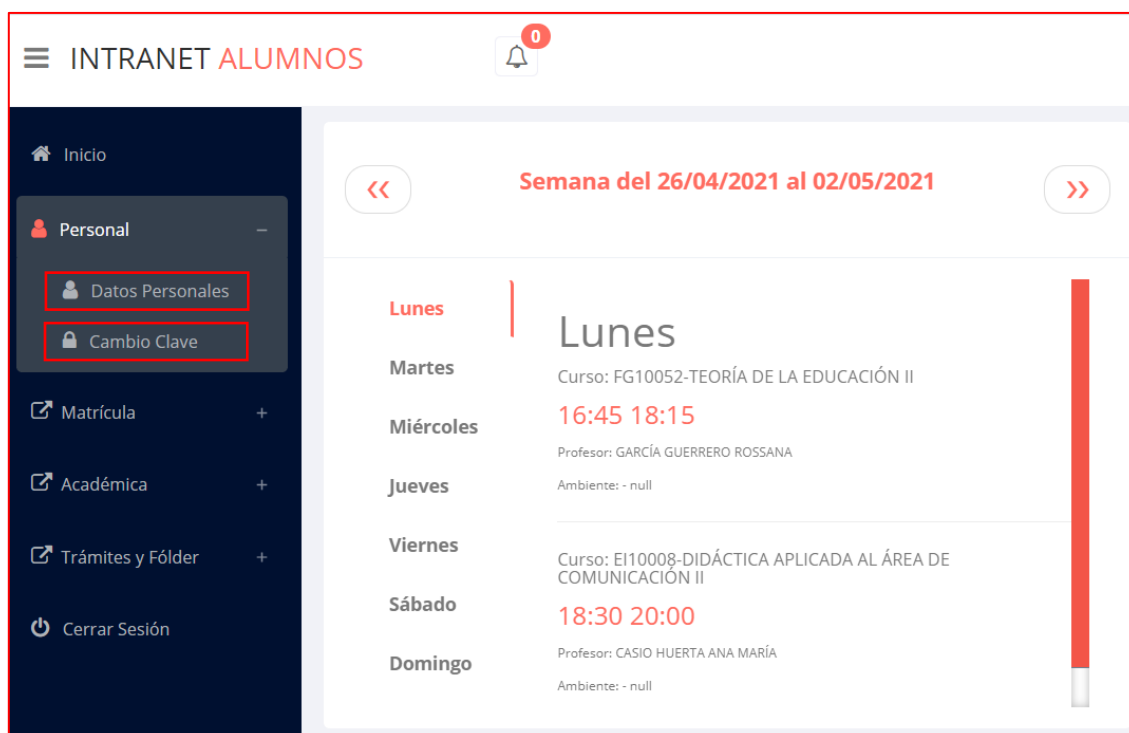 INTRANET ALUMNOS
0
Inicio
Personal
Datos Personales
Cambio Clave
Matrícula
Académica
Trámites y Fólder
Cerrar Sesión
Semana del 26/04/2021 al 02/05/2021
Lunes
Martes
Miércoles
Jueves
Viernes
Sábado
Domingo
Lunes
Curso: FG10052-TEORÍA DE LA EDUCACIÓN II
16:45 18:15
Profesor: GARCÍA GUERRERO ROSSANA
Ambiente: - null
Curso: EI10008-DIDÁCTICA APLICADA AL ÁREA DE
COMUNICACIÓN II
18:30 20:00
Profesor: CASIO HUERTA ANA MARÍA
Ambiente: - null